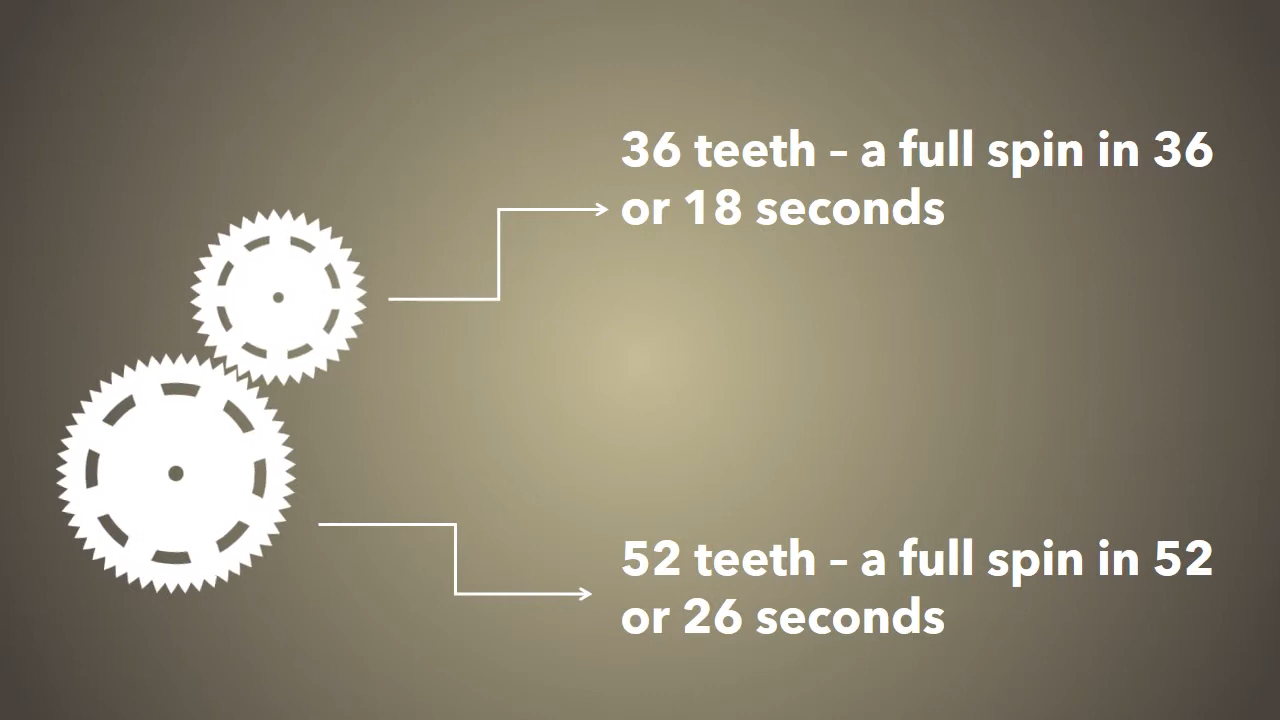 36 teeth – a full spin in 36
or 18 seconds
52 teeth – a full spin in 52
or 26 seconds